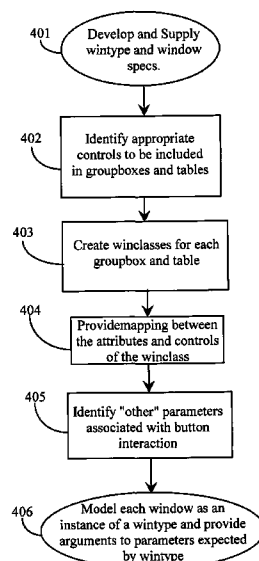 401
Develop and Supply
wintype and window
specs.
402
Identify appropriate
controls to be included
in groupboxes and tables
403
Create winclasses for each
groupbox and table
404
Providemapping between
the attributes and controls
of the winclass
405
Identify "other" parameters
associated with button
interaction
406
Model each window as an
instance of a wintype and provide
arguments to parameters expected
by wintype